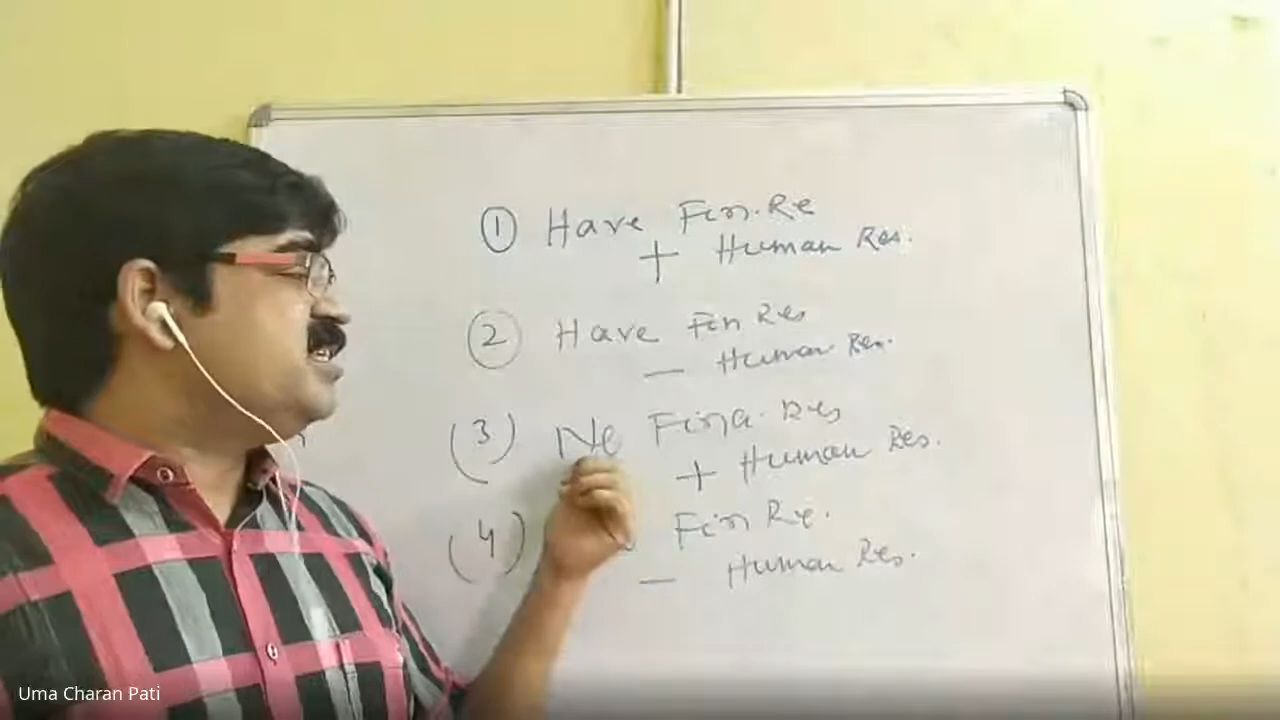 ① Have Fin. Re
+ Human Res.
② Have Fin Res
— Human Res.
(3) No Fina. Res
+ Human Res.
(4) Fin Re.
— Human Res.
Uma Charan Pati